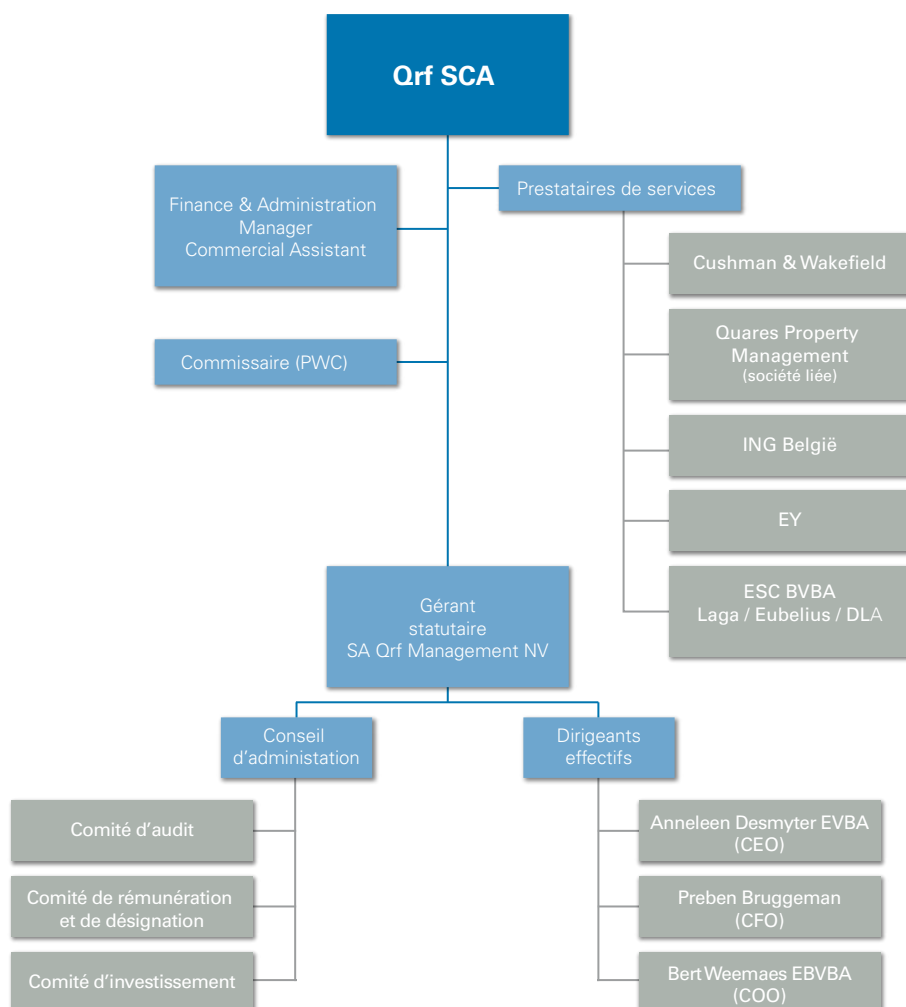 Qrf SCA
Finance & Administration
Manager
Commercial Assistant
Prestataires de services
Cushman & Wakefield
Quares Property
Management
(société liée)
Commissaire (PWC)
ING België
EY
ESC BVBA
Laga / Eubelius / DLA
Gérant
statutaire
SA Qrf Management NV
Conseil
d’administation
Dirigeants
effectifs
Comité d’audit
Comité de rémunération
et de désignation
Comité d’investissement
Anneleen Desmyter EVBA
(CEO)
Preben Bruggeman
(CFO)
Bert Weemaes EBVBA
(COO)